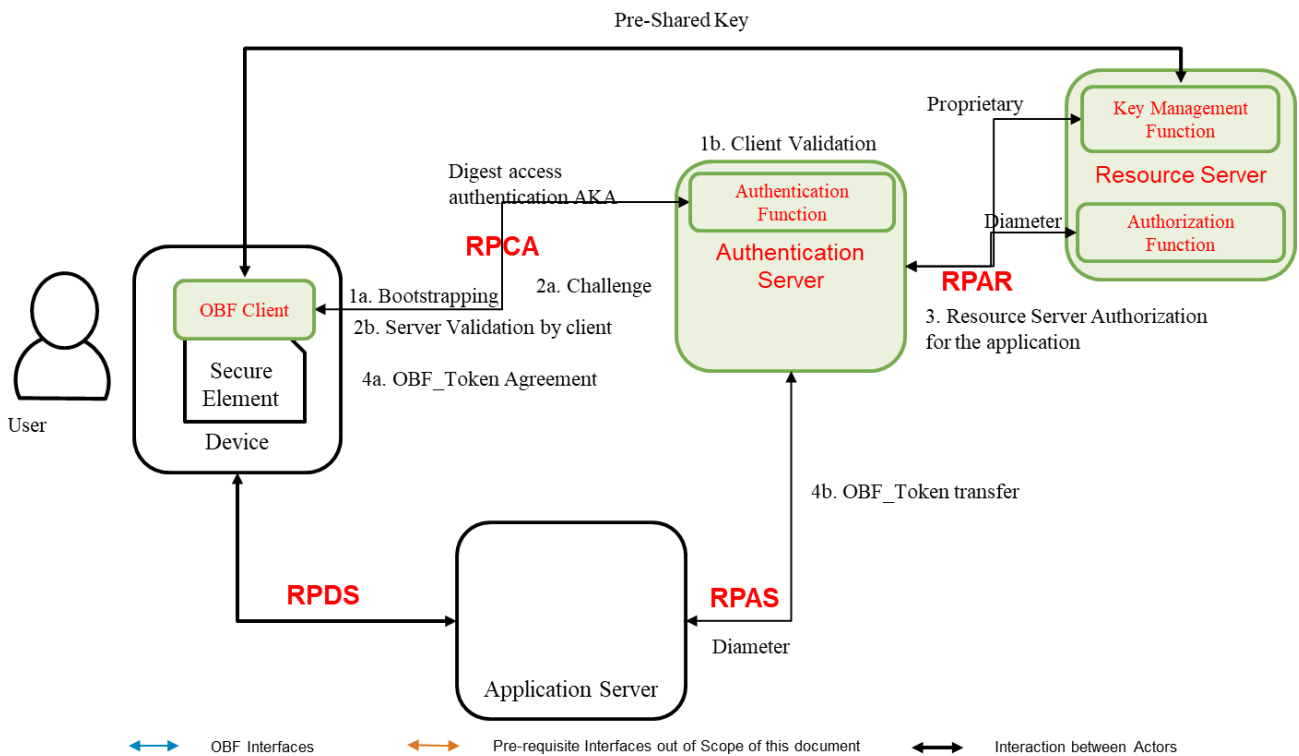 Pre-Shared Key
Proprietary
Key Management
Function
Resource Server
1b. Client Validation
Digest access
authentication AKA
Authentication
Function
Authentication
Server
Diameter
Authorization
Function
RPCA
RPAR
1a. Bootstrapping
2a. Challenge
OBF Client
2b. Server Validation by client
3. Resource Server Authorization
for the application
Secure
Element
4a. OBF_Token Agreement
User
Device
4b. OBF_Token transfer
RPDS
RPAS
Diameter
Application Server
OBF Interfaces
Pre-requisite Interfaces out of Scope of this document
Interaction between Actors